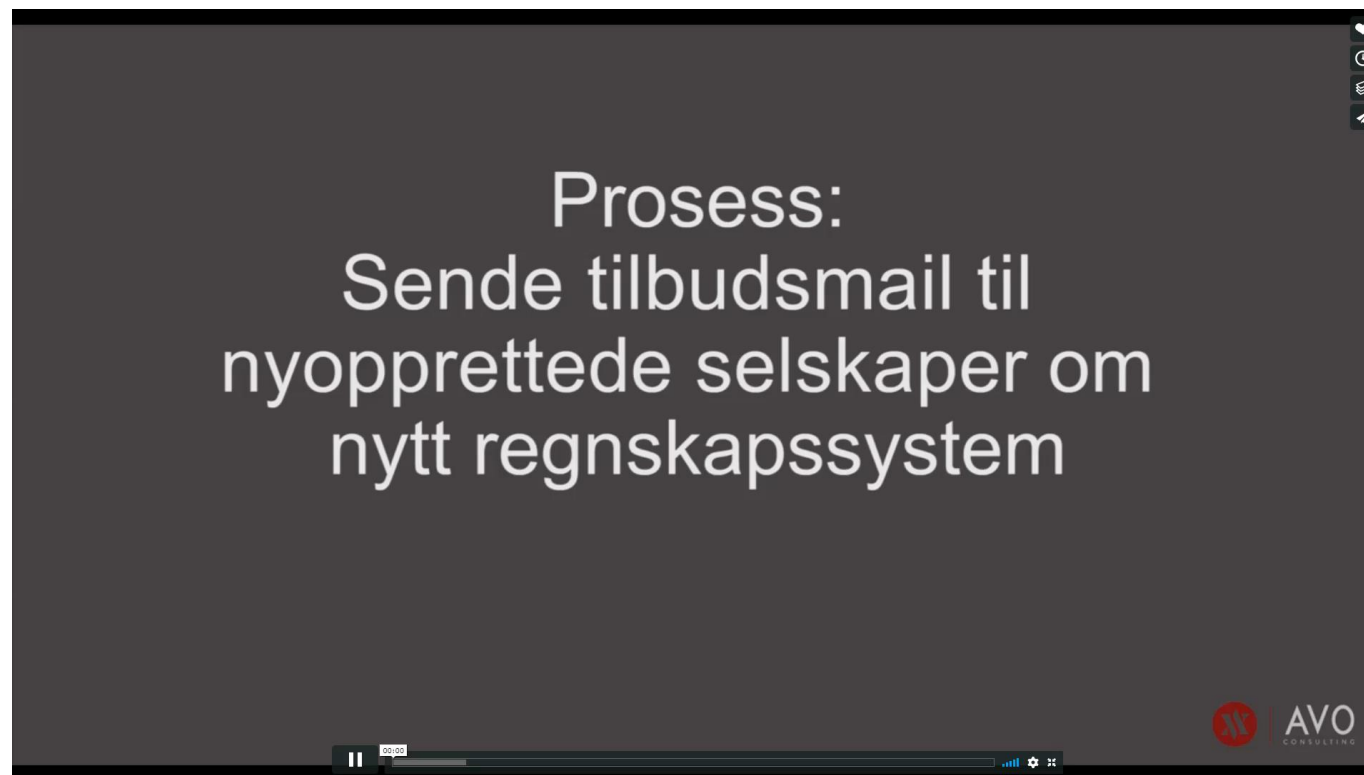 Prosess:
Sende tilbudsmail til
nyopprettede selskaper om
nytt regnskapssystem
AVO
CONSULTING
00:00